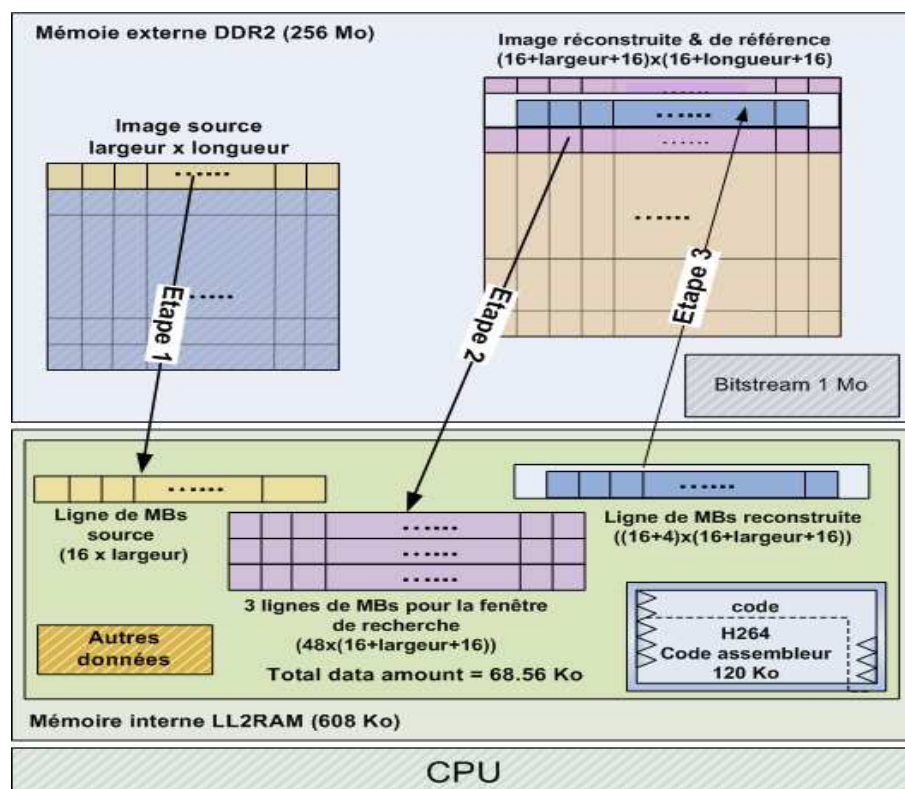 Mémoie externe DDR2 (256 Mo)
Image réconstruite & de référence
(16+largeur+16)x(16+longueur+16)
Image source
largeur x longueur
Etape 1
Etape 2
Etape 3
Bitstream 1 Mo
Ligne de MBs
source
(16 x largeur)
Ligne de MBs reconstruite
((16+4)x(16+largeur+16))
3 lignes de MBs pour la fenêtre
de recherche
(48x(16+largeur+16))
Total data amount = 68.56 Ko
Autres
données
code
H264
Code assembleur
120 Ko
Mémoire interne LL2RAM (608 Ko)
CPU